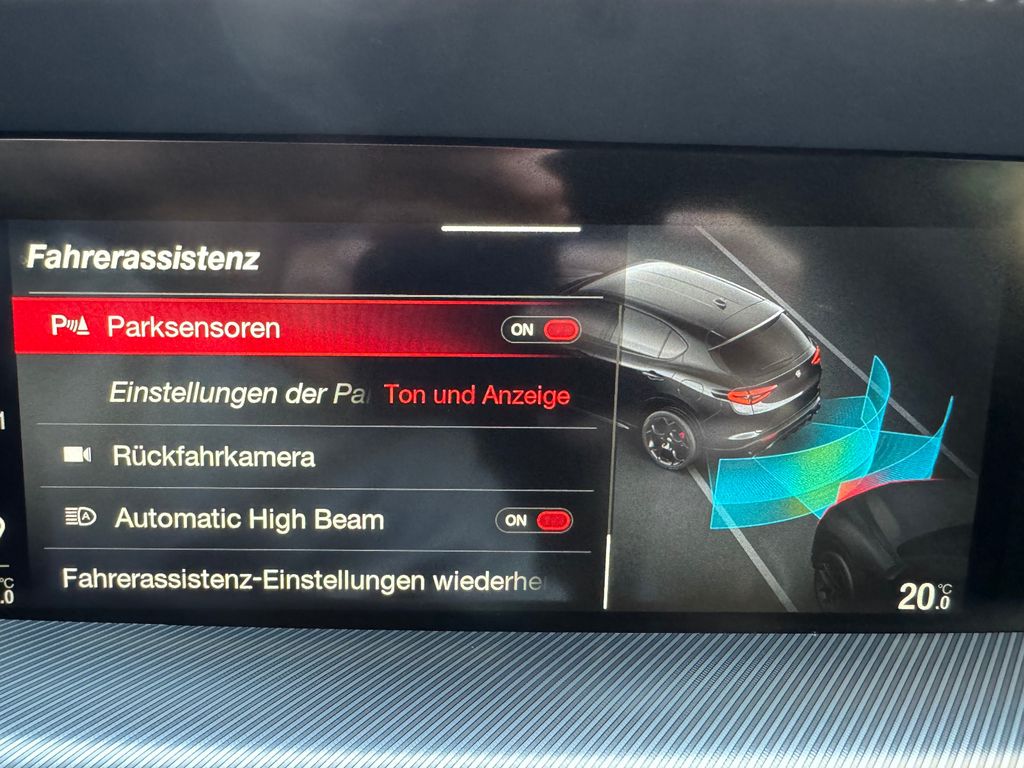 Fahrerassistenz
P Parksensoren ON
Einstellungen der Pa Ton und Anzeige
Rückfahrkamera
A Automatic High Beam ON
Fahrerassistenz-Einstellungen wiederhe
°C
.0
20.0 °C